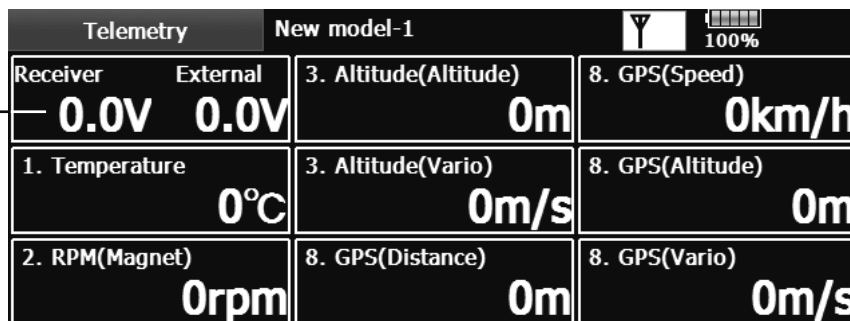 Telemetry New model-1 100%
Receiver External 3. Altitude(Altitude) 8. GPS(Speed)
0.0V 0.0V 0m 0km/h
1. Temperature 3. Altitude(Vario) 8. GPS(Altitude)
0℃ 0m/s 0m
2. RPM(Magnet) 8. GPS(Distance) 8. GPS(Vario)
0rpm 0m 0m/s